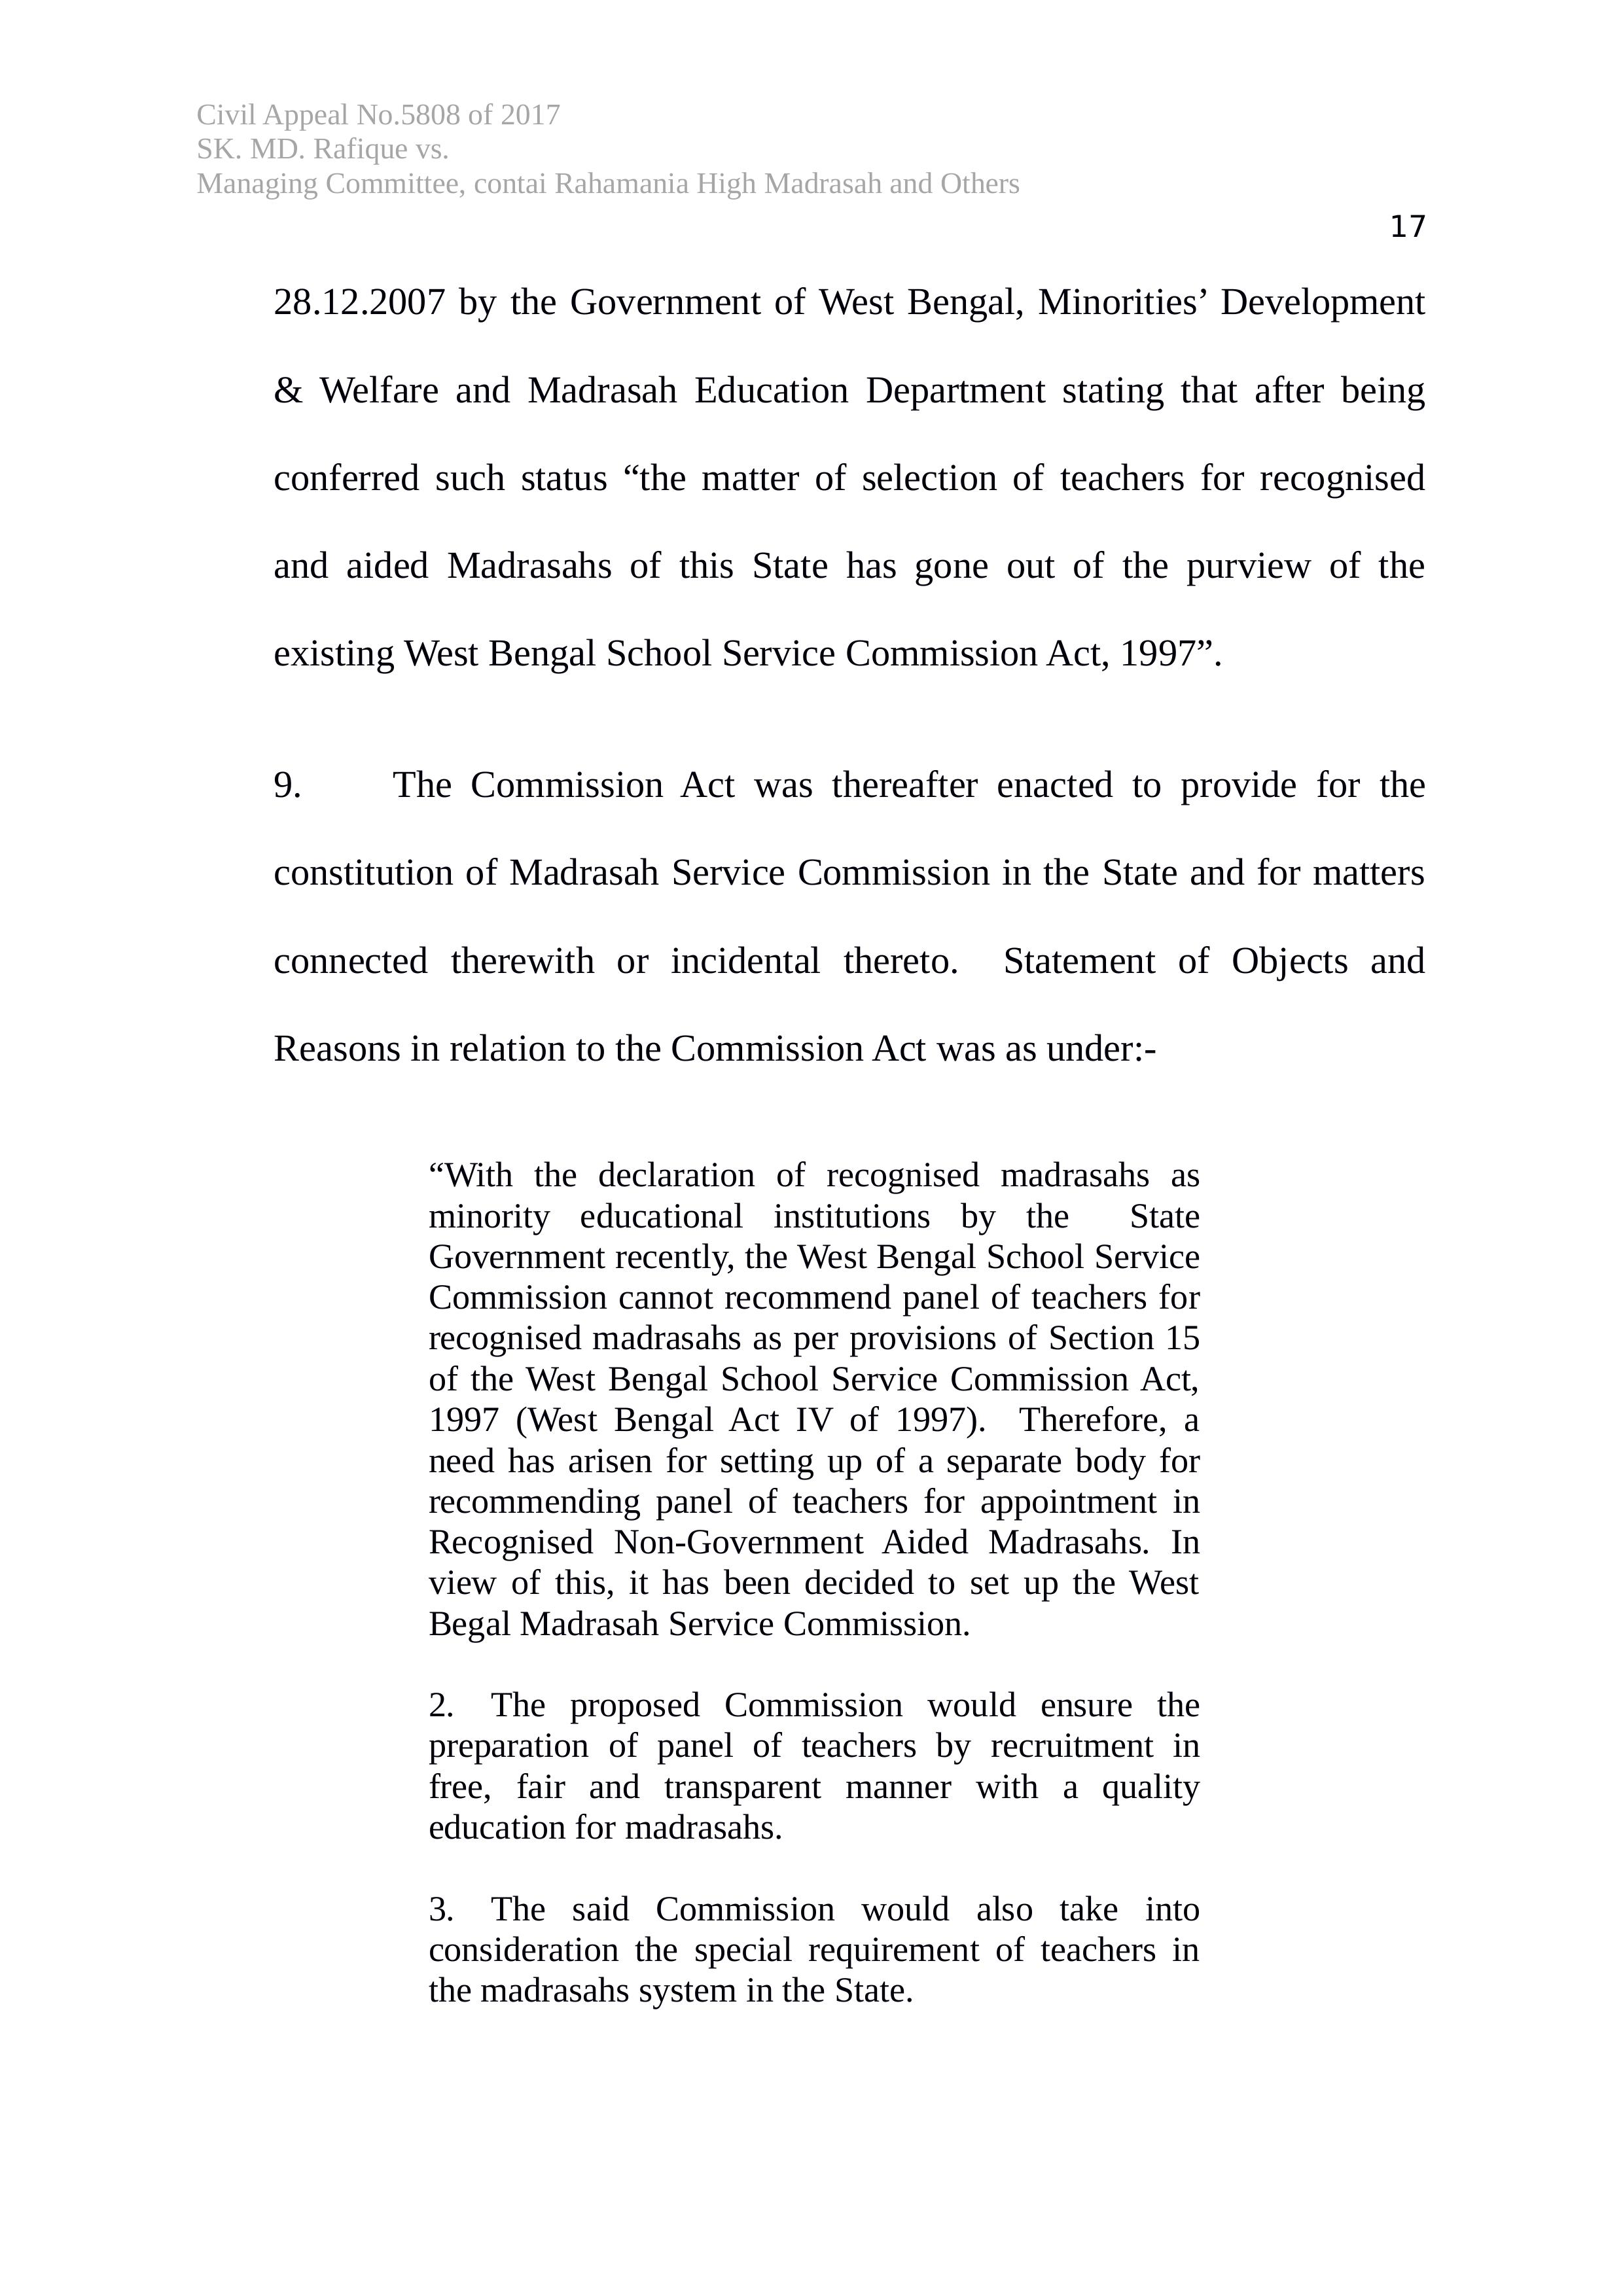 Civil Appeal No.5808 of 2017
SK. MD. Rafique vs.
Managing Committee, contai Rahamania High Madrasah and Others
17
28.12.2007 by the Government of West Bengal, Minorities’ Development
& Welfare and Madrasah Education Department stating that after being
conferred such status “the matter of selection of teachers for recognised
and aided Madrasahs of this State has gone out of the purview of the
existing West Bengal School Service Commission Act, 1997”.
9. The Commission Act was thereafter enacted to provide for the
constitution of Madrasah Service Commission in the State and for matters
connected therewith or incidental thereto. Statement of Objects and
Reasons in relation to the Commission Act was as under:-
“With the declaration of recognised madrasahs as
minority educational institutions by the State
Government recently, the West Bengal School Service
Commission cannot recommend panel of teachers for
recognised madrasahs as per provisions of Section 15
of the West Bengal School Service Commission Act,
1997 (West Bengal Act IV of 1997). Therefore, a
need has arisen for setting up of a separate body for
recommending panel of teachers for appointment in
Recognised Non-Government Aided Madrasahs. In
view of this, it has been decided to set up the West
Begal Madrasah Service Commission.
2. The proposed Commission would ensure the
preparation of panel of teachers by recruitment in
free, fair and transparent manner with a quality
education for madrasahs.
3. The said Commission would also take into
consideration the special requirement of teachers in
the madrasahs system in the State.